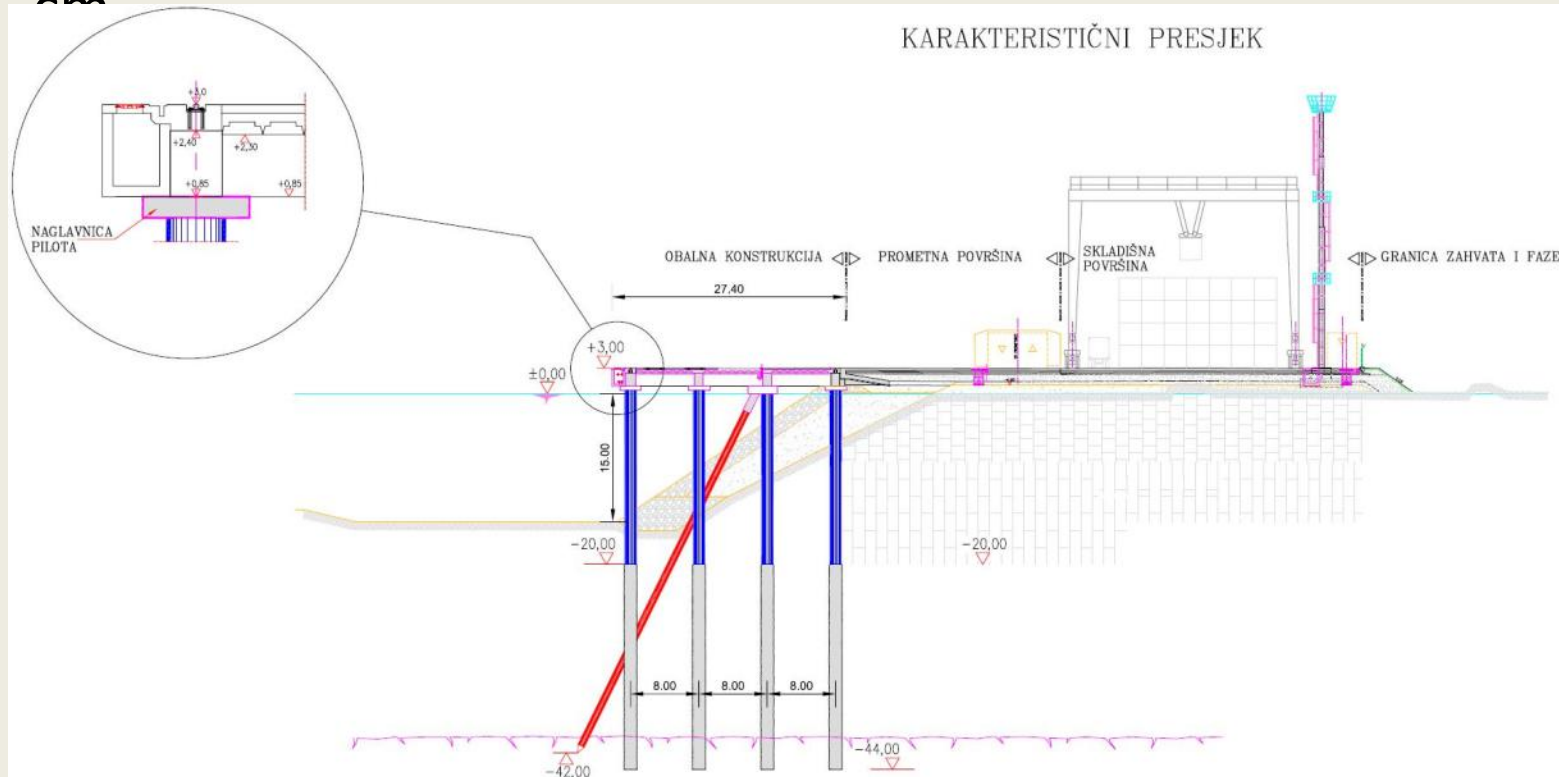 cm
KARAKTERISTIČNI PRESJEK
+3,0
+2,40
+2,30
+0,85
+0,85
NAGLAVNICA
PILOTA
OBALNA KONSTRUKCIJA
PROMETNA POVRŠINA
SKLADIŠNA
POVRŠINA
GRANICA ZAHVATA I FAZE
27.40
+3,00
±0,00
15.00
-20,00
-20,00
8.00
8.00
8.00
-44,00
-42,00